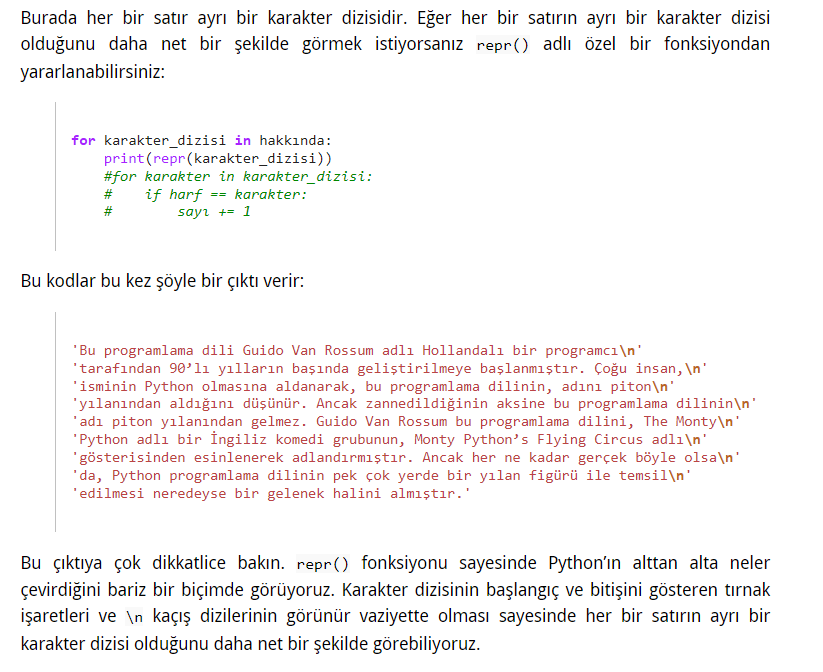 Burada her bir satır ayrı bir karakter dizisidir. Eğer her bir satırın ayrı bir karakter dizisi
olduğunu daha net bir şekilde görmek istiyorsanız repr() adlı özel bir fonksiyondan
yararlanabilirsiniz:
for karakter_dizisi in hakkında:
    print(repr(karakter_dizisi))
    #for karakter in karakter_dizisi:
    #    if harf == karakter:
    #        sayı += 1
Bu kodlar bu kez şöyle bir çıktı verir:
'Bu programlama dili Guido Van Rossum adlı Hollandalı bir programcı\n'
'tarafından 90’lı yılların başında geliştirilmeye başlanmıştır. Çoğu insan,\n'
'isminin Python olmasına aldanarak, bu programlama dilinin, adını piton\n'
'yılanından aldığını düşünür. Ancak zannedildiğinin aksine bu programlama dilinin\n'
'adı piton yılanından gelmez. Guido Van Rossum bu programlama dilini, The Monty\n'
'Python adlı bir İngiliz komedi grubunun, Monty Python’s Flying Circus adlı\n'
'gösterisinden esinlenerek adlandırmıştır. Ancak her ne kadar gerçek böyle olsa\n'
'da, Python programlama dilinin pek çok yerde bir yılan figürü ile temsil\n'
'edilmesi neredeyse bir gelenek halini almıştır.'
Bu çıktıya çok dikkatlice bakın. repr() fonksiyonu sayesinde Python’ın alttan alta neler
çevirdiğini bariz bir biçimde görüyoruz. Karakter dizisinin başlangıç ve bitişini gösteren tırnak
işaretleri ve \n kaçış dizilerinin görünür vaziyette olması sayesinde her bir satırın ayrı bir
karakter dizisi olduğunu daha net bir şekilde görebiliyoruz.